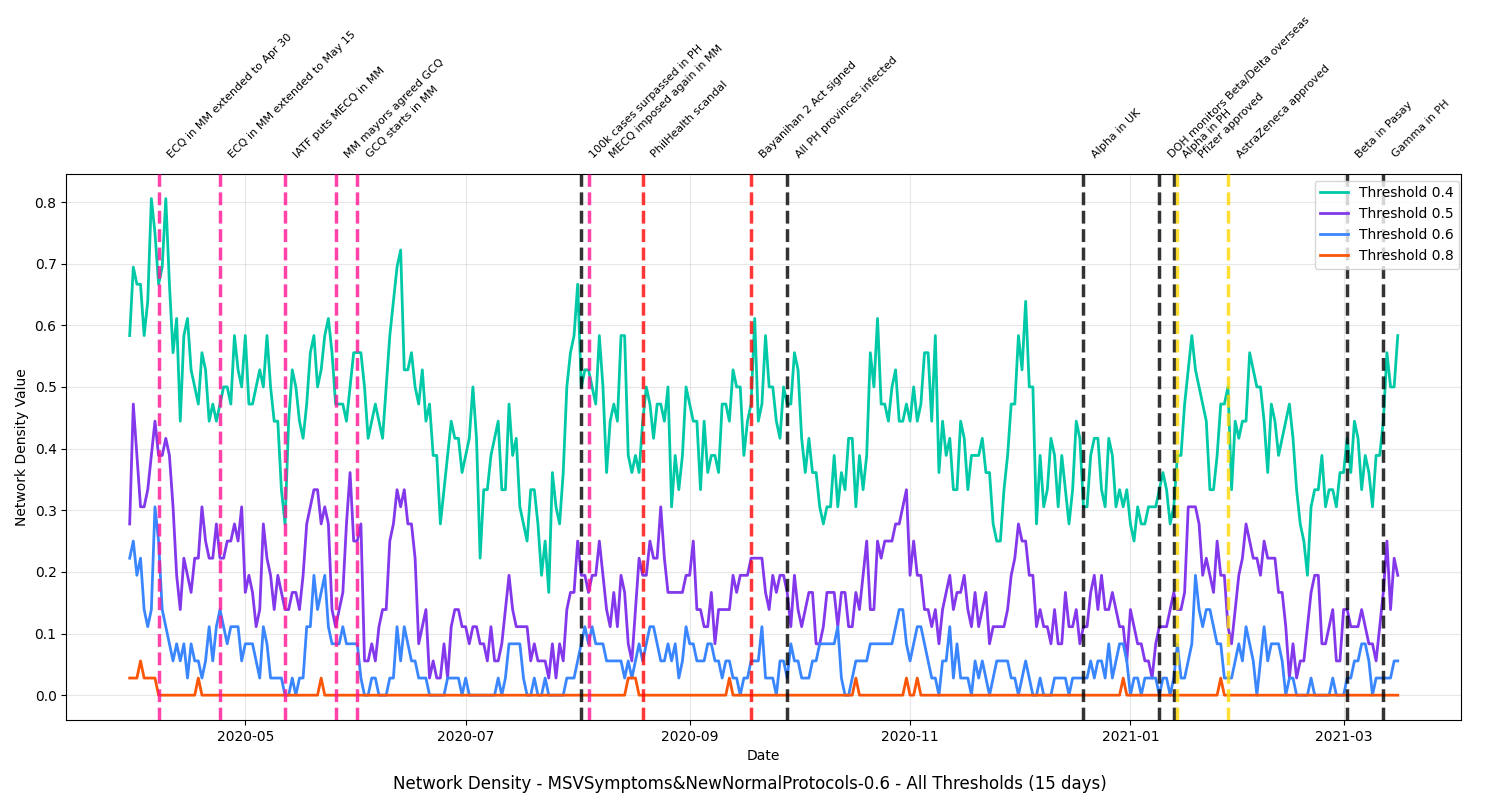 ECQ in MM extended to Apr 30
ECQ in MM extended to May 15
IATF puts MECQ in MM
MM mayors agreed GCQ
GCQ starts in MM
100k cases surpassed in PH
MECQ imposed again in MM
PhilHealth scandal
Bayanihan 2 Act signed
All PH provinces infected
Alpha in UK
DOH monitors Beta/Delta overseas
Alpha in PH
Pfizer approved
AstraZeneca approved
Beta in Pasay
Gamma in PH
Threshold 0.4
Threshold 0.5
Threshold 0.6
Threshold 0.8
Network Density Value
0.8
0.7
0.6
0.5
0.4
0.3
0.2
0.1
0.0
2020-05
2020-07
2020-09
2020-11
2021-01
2021-03
Date
Network Density - MSVSymptoms&NewNormalProtocols-0.6 - All Thresholds (15 days)